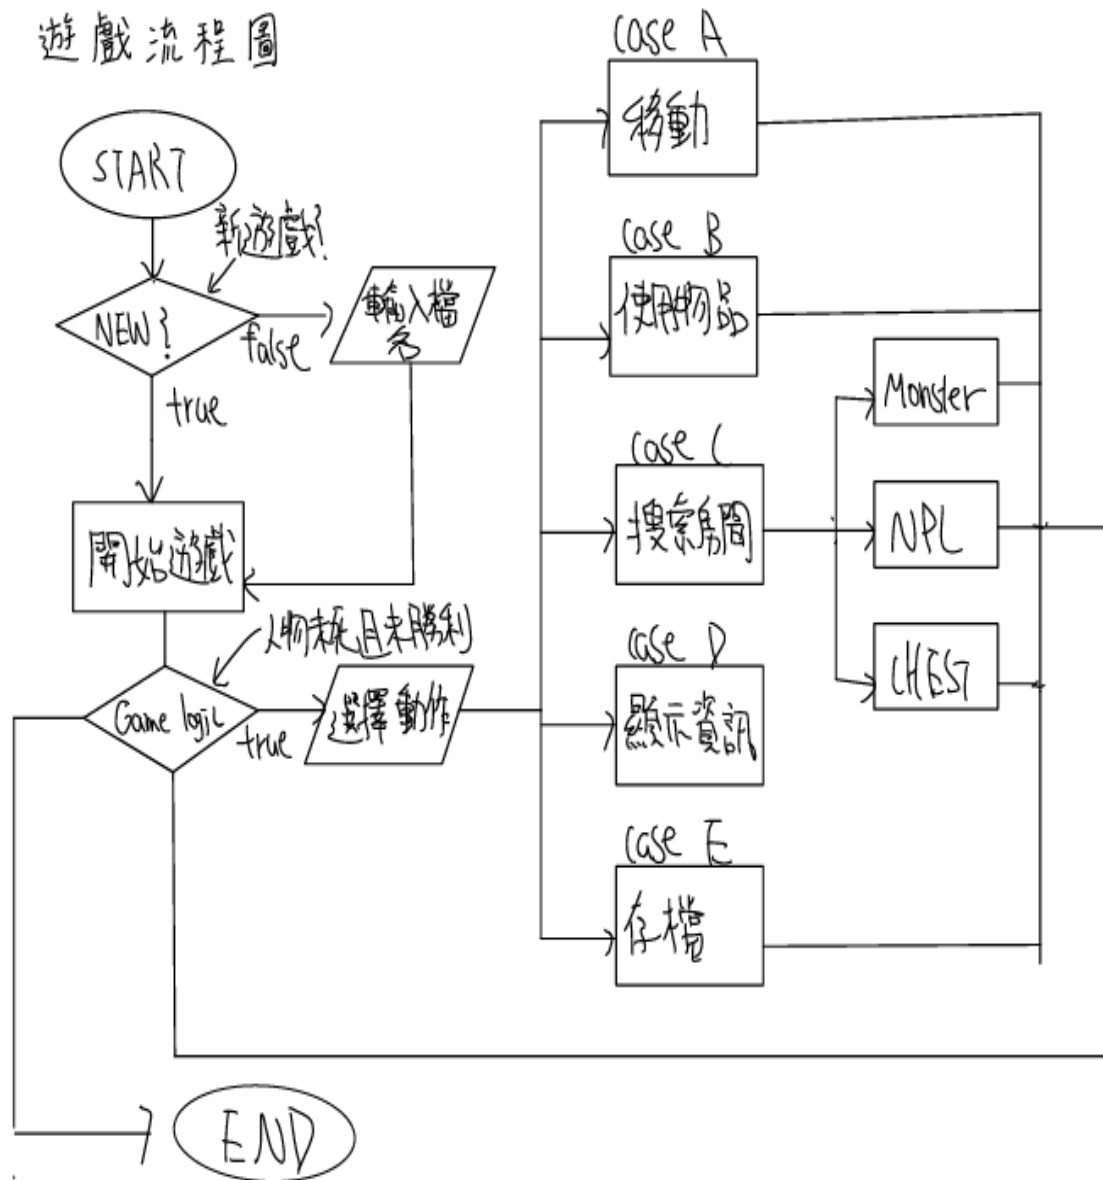 遊戲流程圖
START
新遊戲?
NEW?
false
true
輸入檔
名
開始遊戲
人物未死且未勝利
Game logic
true
選擇動作
case A
移動
case B
使用物品
case C
搜索房間
Monster
NPC
CHEST
case D
顯示資訊
case E
存檔
END